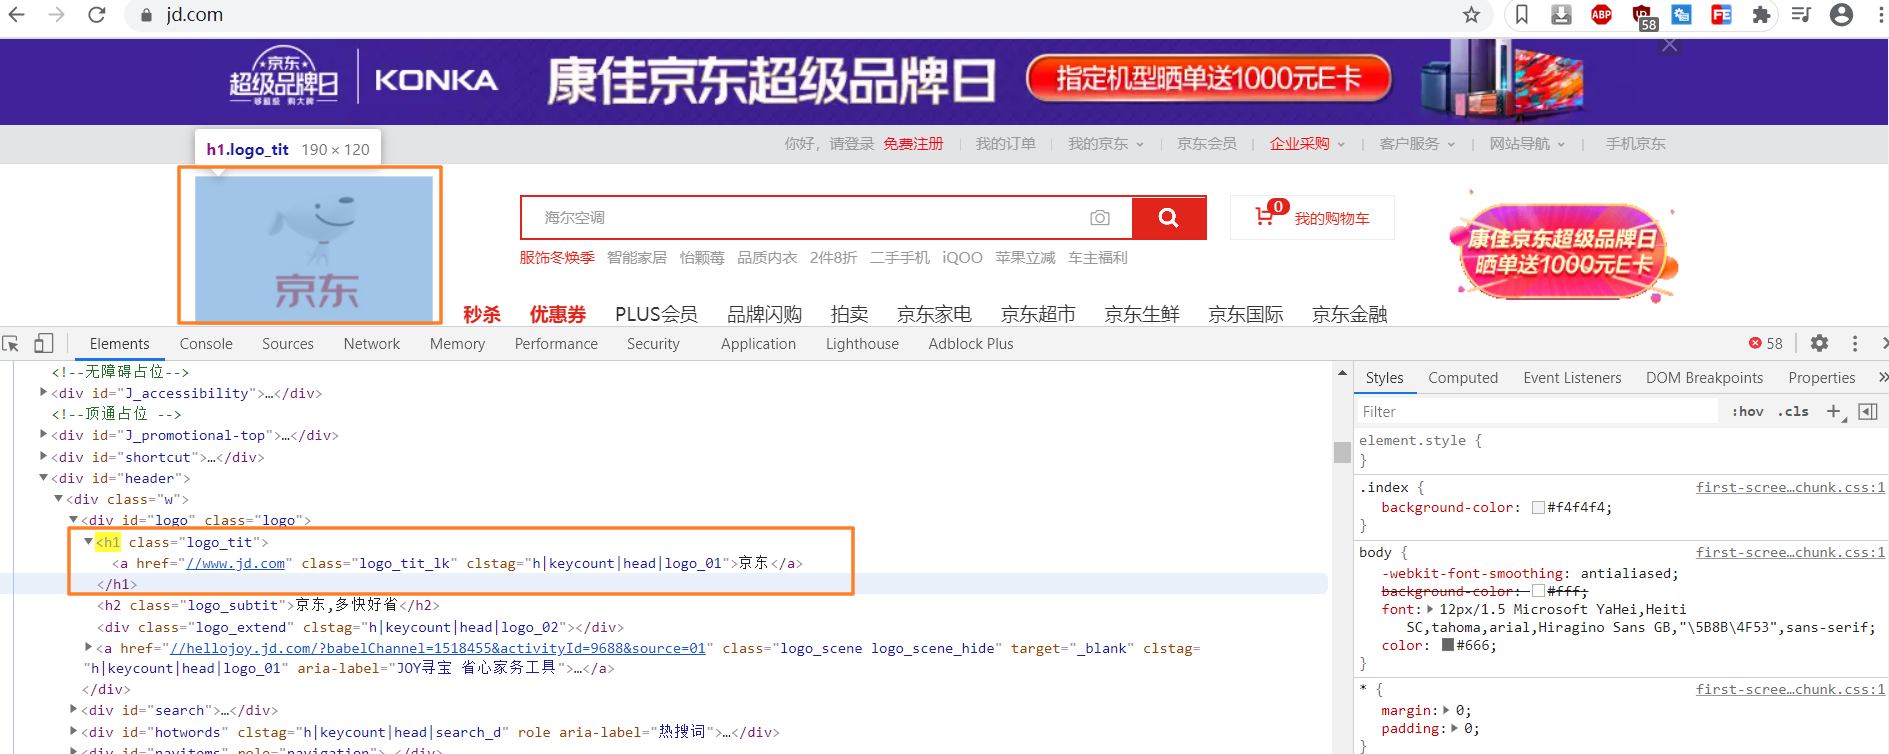 jd.com
ABP
58
FE
京东
超级品牌日
够超级 购大牌
KONKA
康佳京东超级品牌日
指定机型晒单送1000元E卡
h1.logo_tit 190 × 120
你好，请登录 免费注册 我的订单 我的京东 京东会员 企业采购 客户服务 网站导航 手机京东
京东
海尔空调
0 我的购物车
康佳京东超级品牌日
晒单送1000元E卡
服饰冬焕季 智能家居 怡颗莓 品质内衣 2件8折 二手手机 iQOO 苹果立减 车主福利
秒杀 优惠券 PLUS会员 品牌闪购 拍卖 京东家电 京东超市 京东生鲜 京东国际 京东金融
Elements Console Sources Network Memory Performance Security Application Lighthouse Adblock Plus 58
<!--无障碍占位-->
<div id="J_accessibility">…</div>
<!--顶通占位 -->
<div id="J_promotional-top">…</div>
<div id="shortcut">…</div>
<div id="header">
<div class="w">
<div id="logo" class="logo">
<h1 class="logo_tit">
<a href="//www.jd.com" class="logo_tit_lk" clstag="h|keycount|head|logo_01">京东</a>
</h1>
<h2 class="logo_subtit">京东,多快好省</h2>
<div class="logo_extend" clstag="h|keycount|head|logo_02"></div>
<a href="//hellojoy.jd.com/?babelChannel=1518455&activityId=9688&source=01" class="logo_scene logo_scene_hide" target="_blank" clstag=
"h|keycount|head|logo_01" aria-label="JOY寻宝 省心家务工具">…</a>
</div>
<div id="search">…</div>
<div id="hotwords" clstag="h|keycount|head|search_d" role aria-label="热搜词">…</div>
<div id="navitems" role="navigation">…</div>
Styles Computed Event Listeners DOM Breakpoints Properties »
Filter :hov .cls +
element.style {
}
.index { first-scree…chunk.css:1
background-color: #f4f4f4;
}
body { first-scree…chunk.css:1
-webkit-font-smoothing: antialiased;
background-color: #fff;
font: 12px/1.5 Microsoft YaHei,Heiti
SC,tahoma,arial,Hiragino Sans GB,"\5B8B\4F53",sans-serif;
color: #666;
}
* { first-scree…chunk.css:1
margin: 0;
padding: 0;
}